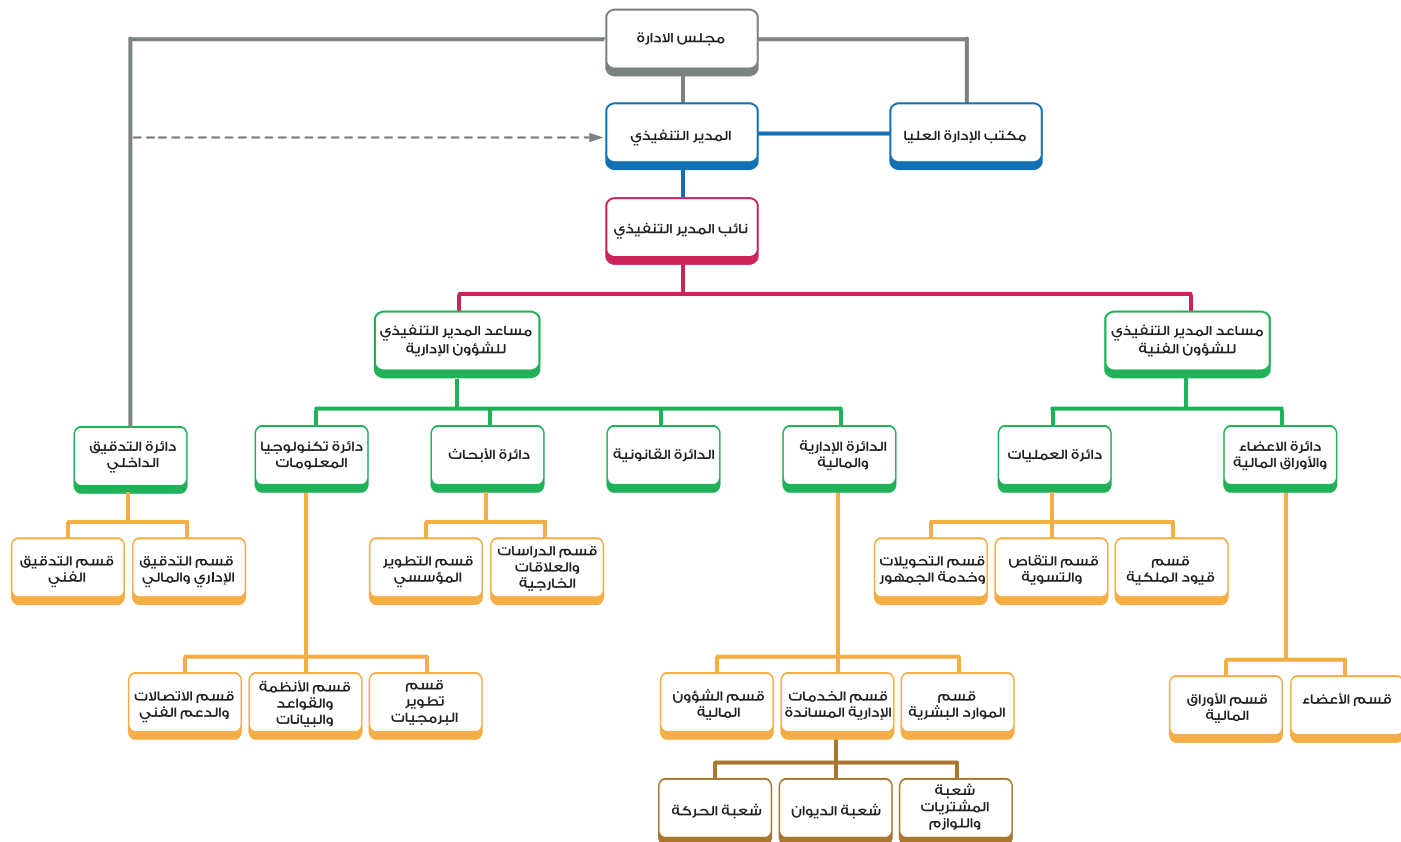 مجلس الادارة
مكتب الإدارة العليا
المدير التنفيذي
نائب المدير التنفيذي
مساعد المدير التنفيذي
للشؤون الفنية
مساعد المدير التنفيذي
للشؤون الإدارية
دائرة الاعضاء
والأوراق المالية
دائرة العمليات
الدائرة الإدارية
والمالية
الدائرة القانونية
دائرة الأبحاث
دائرة تكنولوجيا
المعلومات
دائرة التدقيق
الداخلي
قسم
قيود الملكية
قسم التقاص
والتسوية
قسم التحويلات
وخدمة الجمهور
قسم الدراسات
والعلاقات
الخارجية
قسم التطوير
المؤسسي
قسم التدقيق
الإداري والمالي
قسم التدقيق
الفني
قسم الأعضاء
قسم الأوراق
المالية
قسم
الموارد البشرية
قسم الخدمات
الإدارية المساندة
قسم الشؤون
المالية
قسم
تطوير
البرمجيات
قسم الأنظمة
والقواعد
والبيانات
قسم الاتصالات
والدعم الفني
شعبة
المشتريات
واللوازم
شعبة الديوان
شعبة الحركة